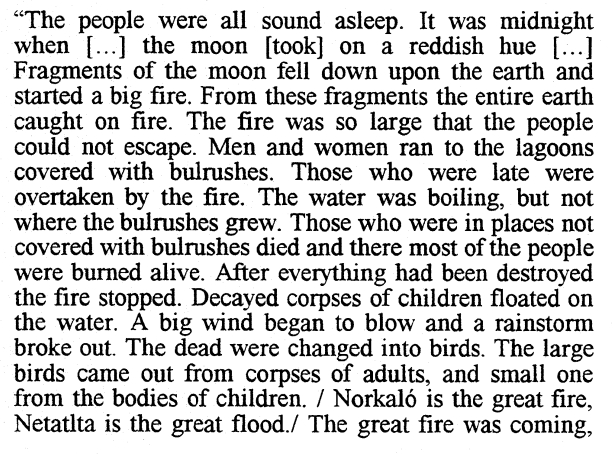 “The people were all sound asleep. It was midnight
when [...] the moon [took] on a reddish hue [...]
Fragments of the moon fell down upon the earth and
started a big fire. From these fragments the entire earth
caught on fire. The fire was so large that the people
could not escape. Men and women ran to the lagoons
covered with bulrushes. Those who were late were
overtaken by the fire. The water was boiling, but not
where the bulrushes grew. Those who were in places not
covered with bulrushes died and there most of the people
were burned alive. After everything had been destroyed
the fire stopped. Decayed corpses of children floated on
the water. A big wind began to blow and a rainstorm
broke out. The dead were changed into birds. The large
birds came out from corpses of adults, and small one
from the bodies of children. / Norkaló is the great fire,
Netatlta is the great flood./ The great fire was coming,